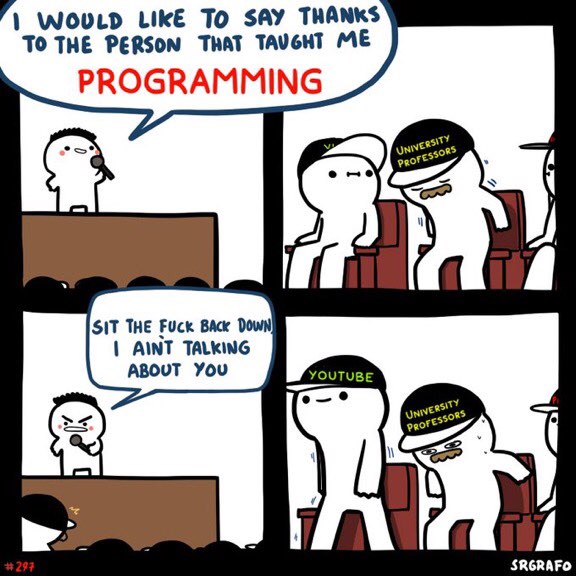 I WOULD LIKE TO SAY THANKS
TO THE PERSON THAT TAUGHT ME
PROGRAMMING
UNIVERSITY
PROFESSORS
SIT THE FUCK BACK DOWN,
I AIN'T TALKING
ABOUT YOU
YOUTUBE
UNIVERSITY
PROFESSORS
#297
SRGRAFO